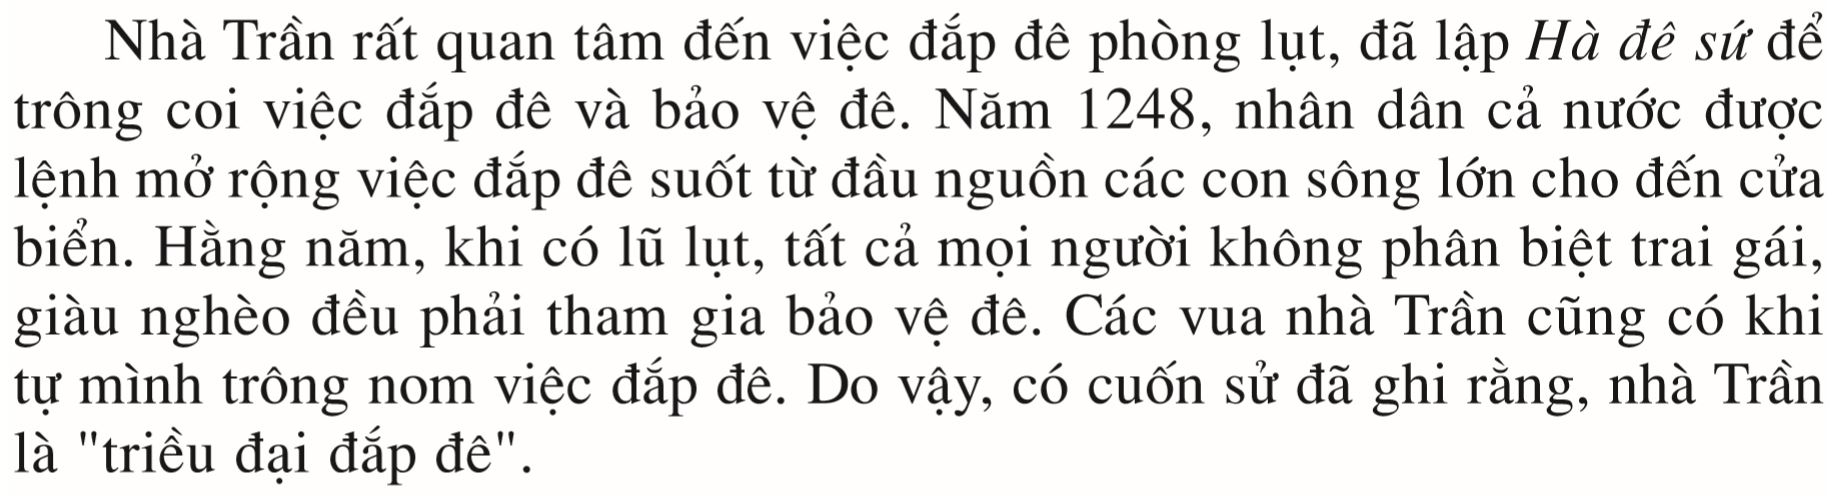 Nhà Trần rất quan tâm đến việc đắp đê phòng lụt, đã lập Hà đê sứ để
trông coi việc đắp đê và bảo vệ đê. Năm 1248, nhân dân cả nước được
lệnh mở rộng việc đắp đê suốt từ đầu nguồn các con sông lớn cho đến cửa
biển. Hằng năm, khi có lũ lụt, tất cả mọi người không phân biệt trai gái,
giàu nghèo đều phải tham gia bảo vệ đê. Các vua nhà Trần cũng có khi
tự mình trông nom việc đắp đê. Do vậy, có cuốn sử đã ghi rằng, nhà Trần
là "triều đại đắp đê".